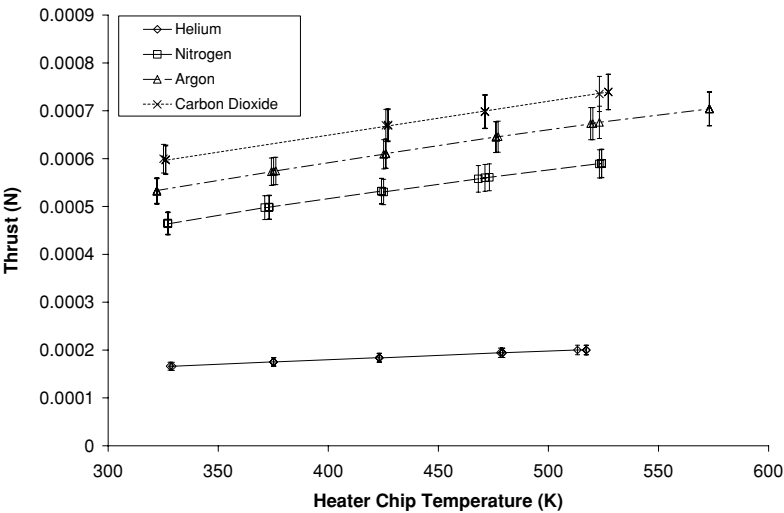 0.0009
0.0008
0.0007
0.0006
0.0005
0.0004
0.0003
0.0002
0.0001
0
Thrust (N)
Helium
Nitrogen
Argon
Carbon Dioxide
300 350 400 450 500 550 600
Heater Chip Temperature (K)